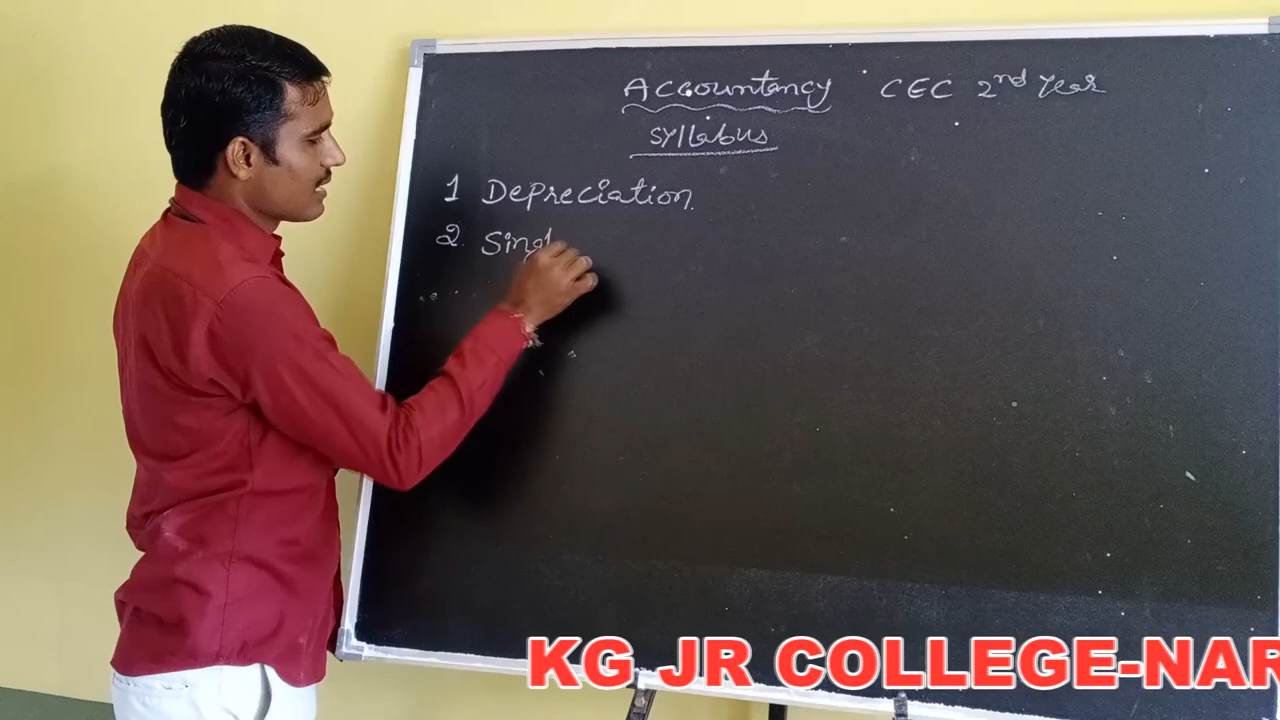 Accountancy CEC 2nd Year
Syllabus
1 Depreciation
2. Singl
KG JR COLLEGE-NAR